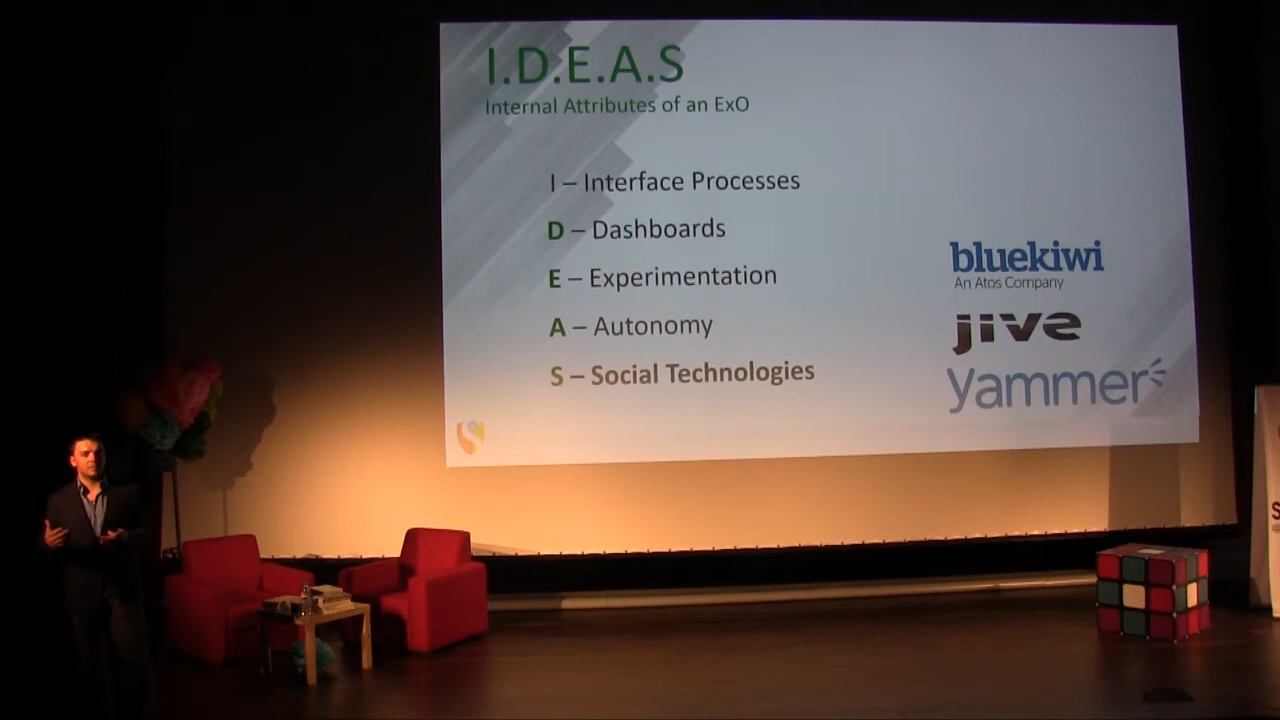 I.D.E.A.S
Internal Attributes of an ExO
I – Interface Processes
D – Dashboards
E – Experimentation
A – Autonomy
S – Social Technologies
bluekiwi
An Atos Company
jive
yammer